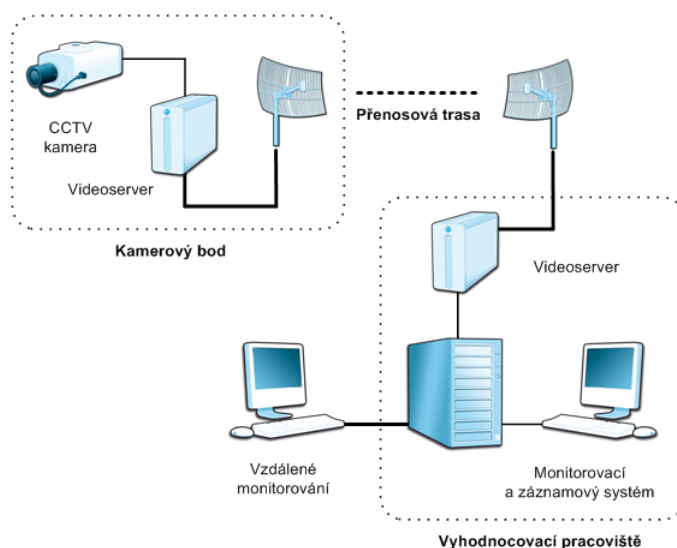 CCTV
kamera
Videoserver
Kamerový bod
Přenosová trasa
Videoserver
Vzdálené
monitorování
Monitorovací
a záznamový systém
Vyhodnocovací pracoviště